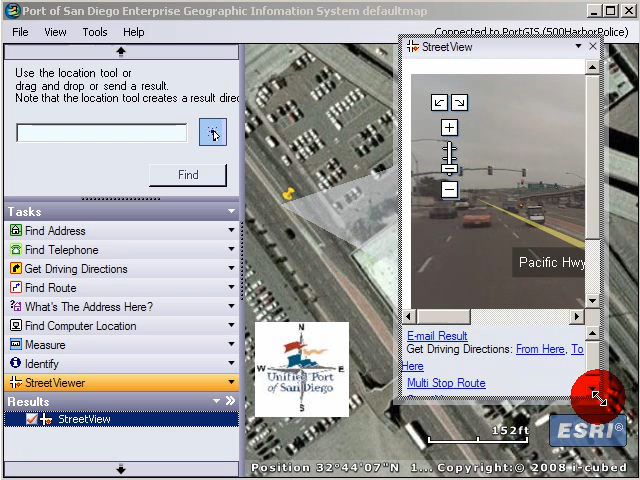 Port of San Diego Enterprise Geographic Infomation System defaultmap
File View Tools Help
Connected to PortGIS (500HarborPolice)
Use the location tool or
drag and drop or send a result.
Note that the location tool creates a result direc
Find
Tasks
Find Address
Find Telephone
Get Driving Directions
Find Route
What's The Address Here?
Find Computer Location
Measure
Identify
StreetViewer
Results
StreetView
StreetView
Pacific Hwy
E-mail Result
Get Driving Directions: From Here, To
Here
Multi Stop Route
N
W E
Unified Port
of San Diego
S
152ft
ESRI®
Position 32°44'07"N 1... Copyright:© 2008 i-cubed